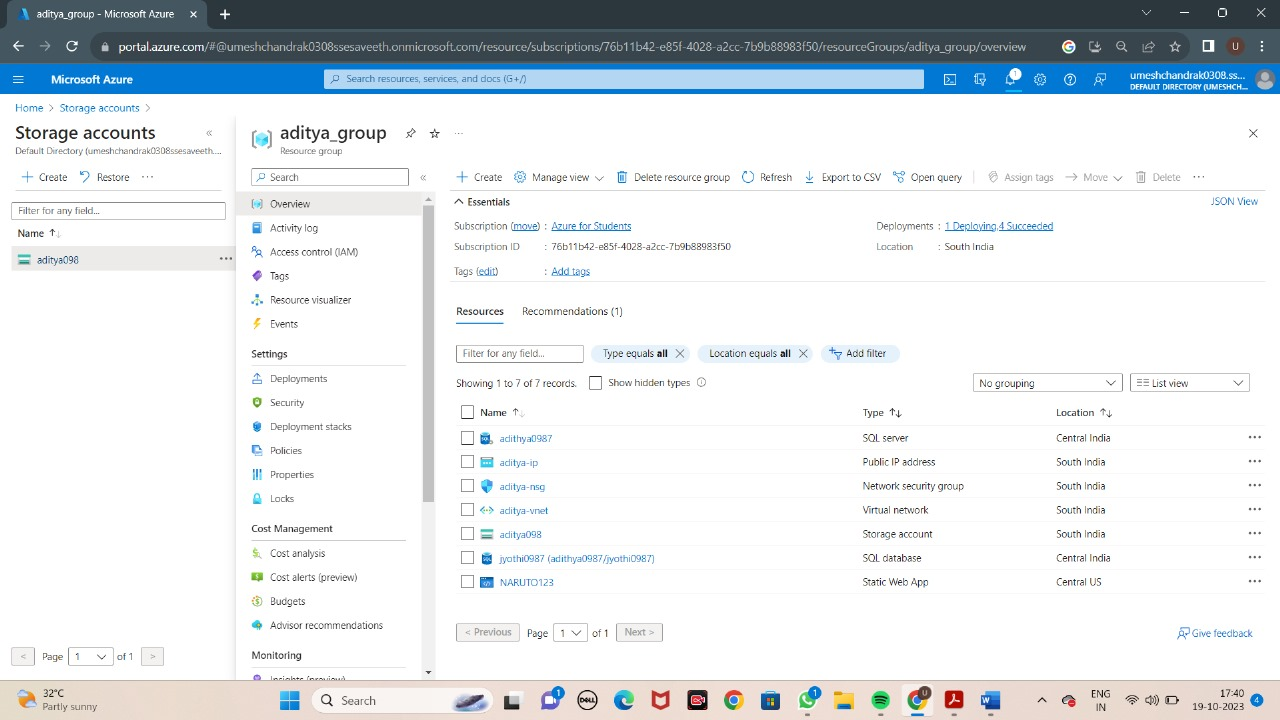 aditya_group - Microsoft Azure
portal.azure.com/#@umeshchandrak0308ssesaveeth.onmicrosoft.com/resource/subscriptions/76b11b42-e85f-4028-a2cc-7b9b88983f50/resourceGroups/aditya_group/overview
U
Microsoft Azure
Search resources, services, and docs (G+/)
1
umeshchandrak0308.ss...
DEFAULT DIRECTORY (UMESHCH...
Home > Storage accounts >
Storage accounts
Default Directory (umeshchandrak0308ssesaveeth....
Create
Restore
Filter for any field...
Name
aditya098
Page 1 of 1
aditya_group
Resource group
Search
Overview
Activity log
Access control (IAM)
Tags
Resource visualizer
Events
Settings
Deployments
Security
Deployment stacks
Policies
Properties
Locks
Cost Management
Cost analysis
Cost alerts (preview)
Budgets
Advisor recommendations
Monitoring
Insights (preview)
Create Manage view Delete resource group Refresh Export to CSV Open query Assign tags Move Delete
Essentials
JSON View
Subscription (move) : Azure for Students
Deployments : 1 Deploying,4 Succeeded
Subscription ID : 76b11b42-e85f-4028-a2cc-7b9b88983f50
Location : South India
Tags (edit) : Add tags
Resources Recommendations (1)
Filter for any field... Type equals all Location equals all Add filter
Showing 1 to 7 of 7 records. Show hidden types
No grouping List view
Name Type Location
adithya0987 SQL server Central India
aditya-ip Public IP address South India
aditya-nsg Network security group South India
aditya-vnet Virtual network South India
aditya098 Storage account South India
jyothi0987 (adithya0987/jyothi0987) SQL database Central India
NARUTO123 Static Web App Central US
< Previous Page 1 of 1 Next >
Give feedback
32°C
Partly sunny
Search
1
DELL
1
U
ENG
IN
17:40
19-10-2023
4